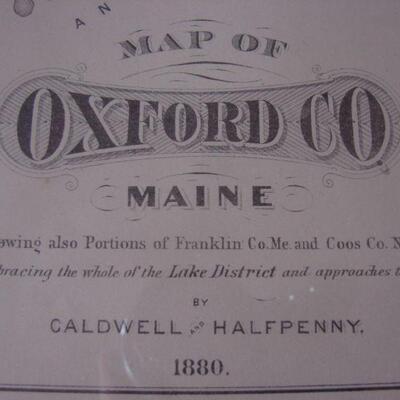 A N
MAP OF
OXFORD CO.
MAINE
owing also Portions of Franklin Co. Me. and Coos Co. N
bracing the whole of the Lake District and approaches t
BY
CALDWELL AND HALFPENNY.
1880.